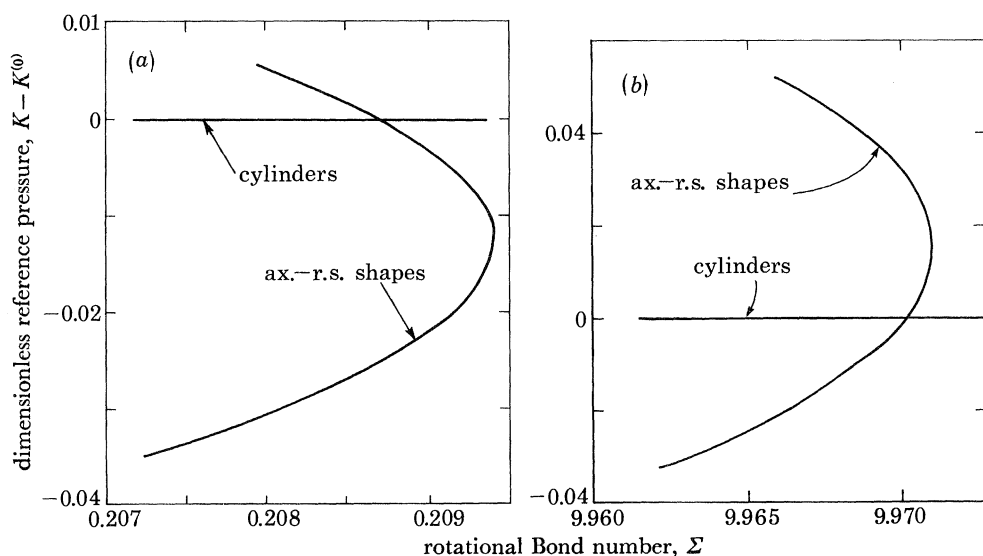 dimensionless reference pressure, K − K^(0)
0.01
0
−0.02
−0.04
(a)
cylinders
ax.–r.s. shapes
0.207
0.208
0.209
(b)
0.04
0
−0.04
ax.–r.s. shapes
cylinders
9.960
9.965
9.970
rotational Bond number, Σ